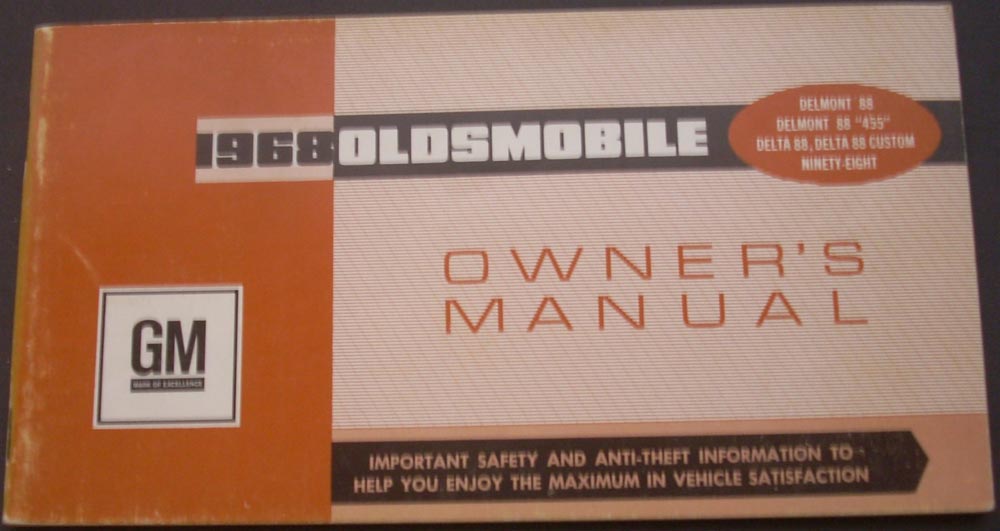 1968 OLDSMOBILE
DELMONT 88
DELMONT 88 "455"
DELTA 88, DELTA 88 CUSTOM
NINETY-EIGHT
OWNER'S
MANUAL
GM
MARK OF EXCELLENCE
IMPORTANT SAFETY AND ANTI-THEFT INFORMATION TO
HELP YOU ENJOY THE MAXIMUM IN VEHICLE SATISFACTION